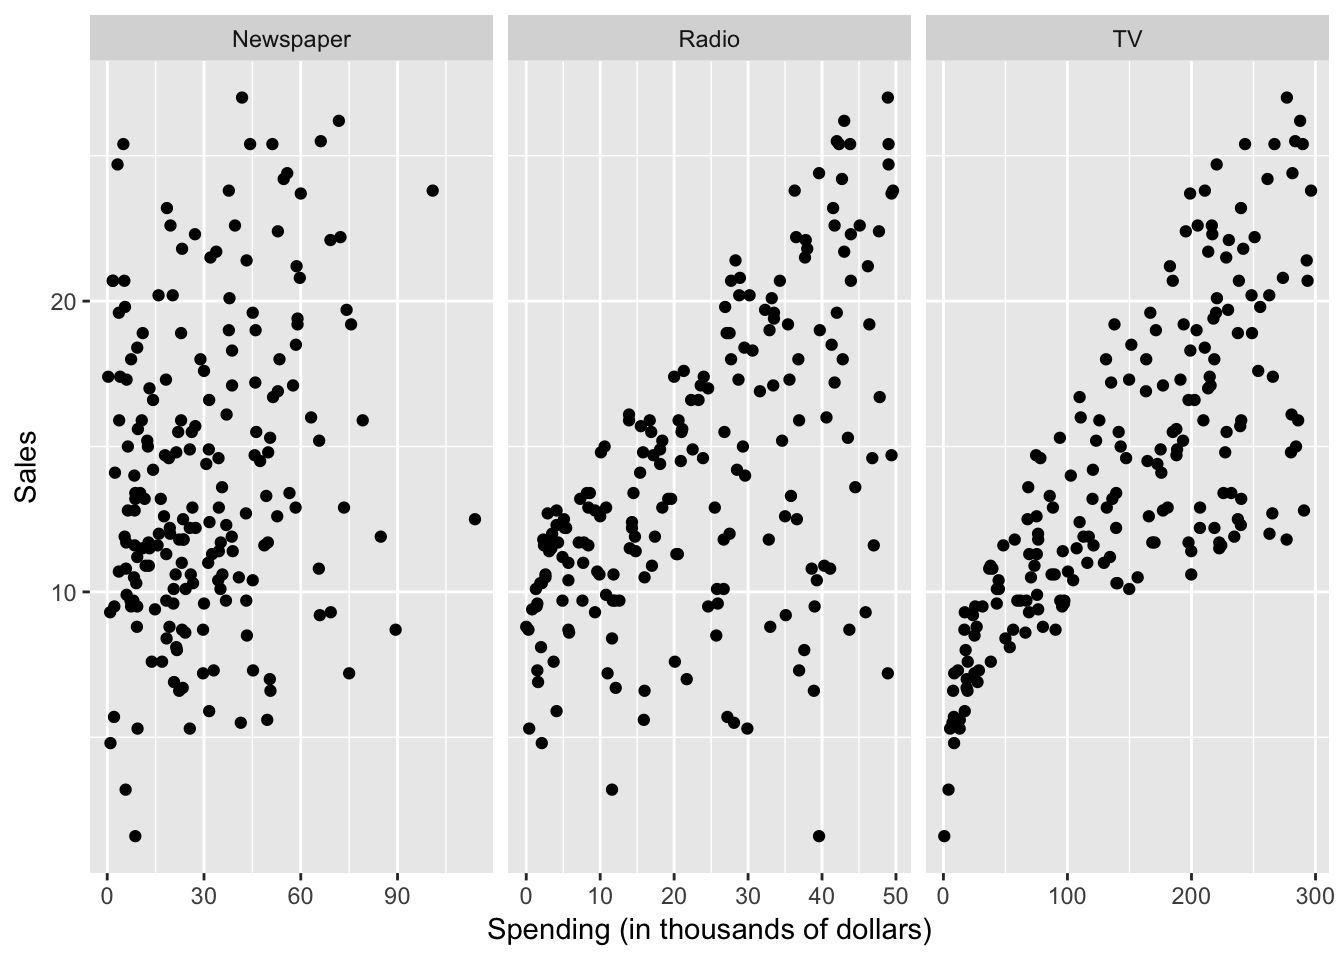 Newspaper Radio TV
Sales
20
10
0 30 60 90 0 10 20 30 40 50 0 100 200 300
Spending (in thousands of dollars)